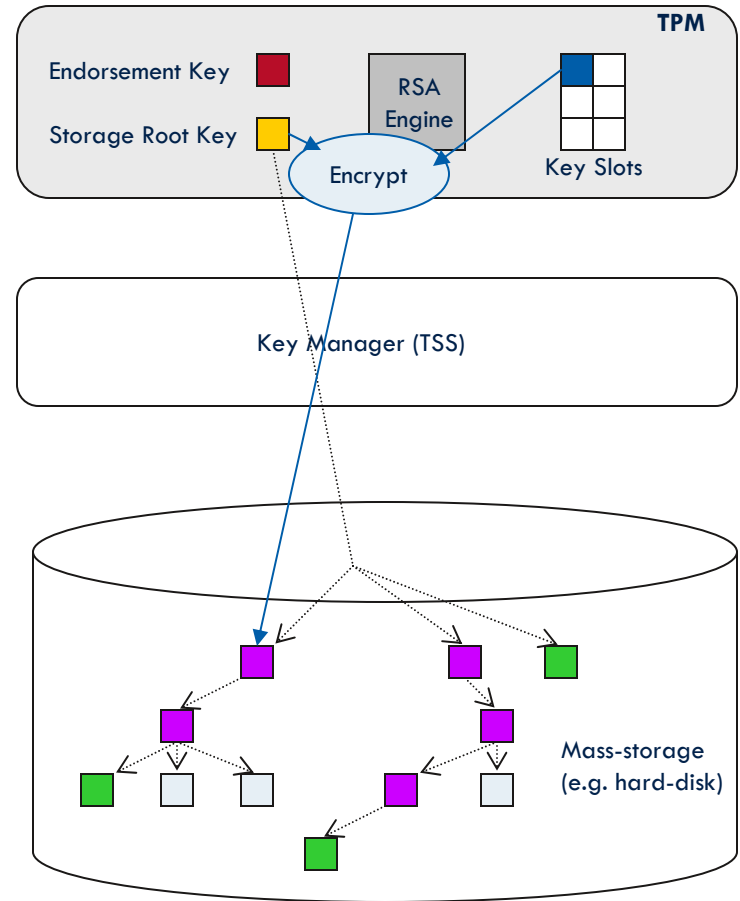 TPM
Endorsement Key
RSA
Engine
Storage Root Key
Encrypt
Key Slots
Key Manager (TSS)
Mass-storage
(e.g. hard-disk)